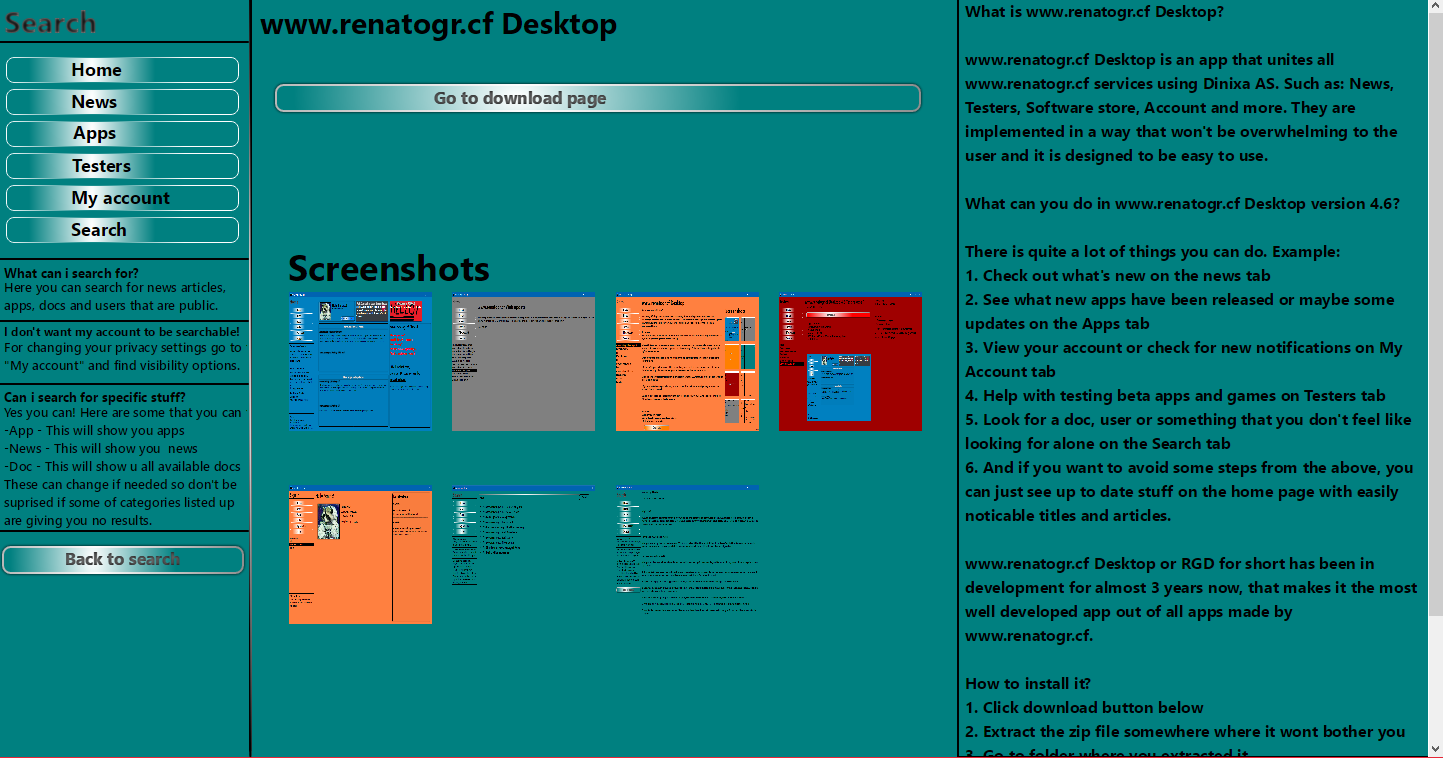 Search
Home
News
Apps
Testers
My account
Search
What can i search for?
Here you can search for news articles,
apps, docs and users that are public.
I don't want my account to be searchable!
For changing your privacy settings go to
"My account" and find visibility options.
Can i search for specific stuff?
Yes you can! Here are some that you can
-App - This will show you apps
-News - This will show you  news
-Doc - This will show u all available docs
These can change if needed so don't be
suprised if some of categories listed up
are giving you no results.
Back to search
www.renatogr.cf Desktop
Go to download page
Screenshots
What is www.renatogr.cf Desktop?
www.renatogr.cf Desktop is an app that unites all
www.renatogr.cf services using Dinixa AS. Such as: News,
Testers, Software store, Account and more. They are
implemented in a way that won't be overwhelming to the
user and it is designed to be easy to use.
What can you do in www.renatogr.cf Desktop version 4.6?
There is quite a lot of things you can do. Example:
1. Check out what's new on the news tab
2. See what new apps have been released or maybe some
updates on the Apps tab
3. View your account or check for new notifications on My
Account tab
4. Help with testing beta apps and games on Testers tab
5. Look for a doc, user or something that you don't feel like
looking for alone on the Search tab
6. And if you want to avoid some steps from the above, you
can just see up to date stuff on the home page with easily
noticable titles and articles.
www.renatogr.cf Desktop or RGD for short has been in
development for almost 3 years now, that makes it the most
well developed app out of all apps made by
www.renatogr.cf.
How to install it?
1. Click download button below
2. Extract the zip file somewhere where it wont bother you
3. Go to folder where you extracted it